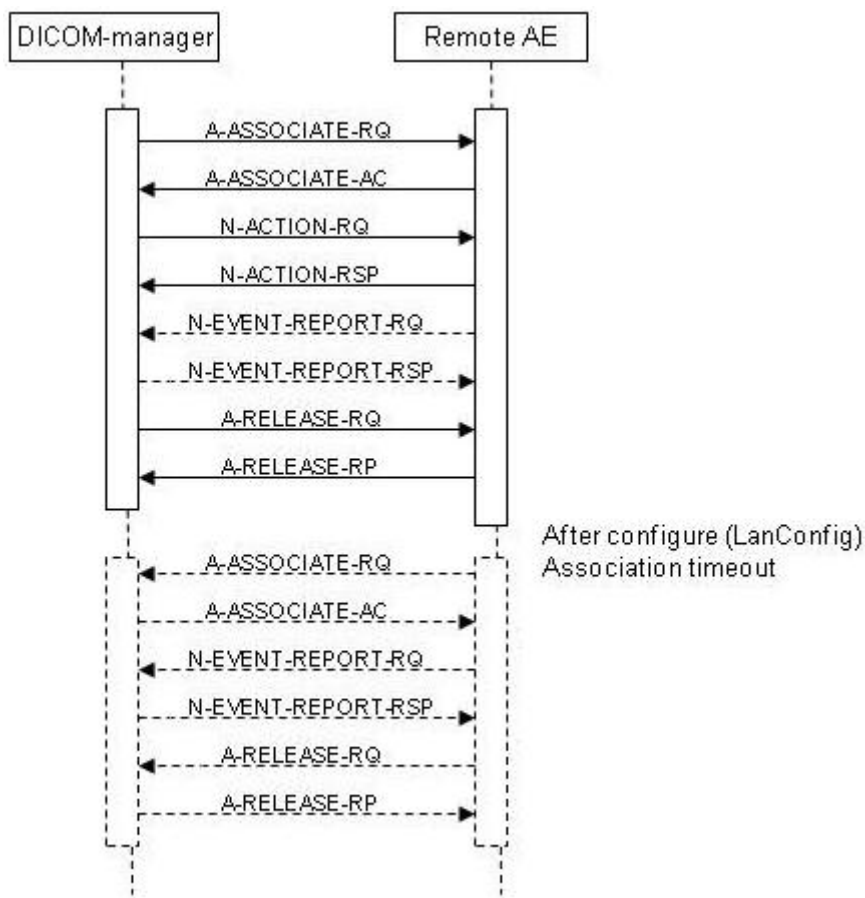 DICOM-manager
Remote AE
A-ASSOCIATE-RQ
A-ASSOCIATE-AC
N-ACTION-RQ
N-ACTION-RSP
N-EVENT-REPORT-RQ
N-EVENT-REPORT-RSP
A-RELEASE-RQ
A-RELEASE-RP
After configure (LanConfig)
Association timeout
A-ASSOCIATE-RQ
A-ASSOCIATE-AC
N-EVENT-REPORT-RQ
N-EVENT-REPORT-RSP
A-RELEASE-RQ
A-RELEASE-RP